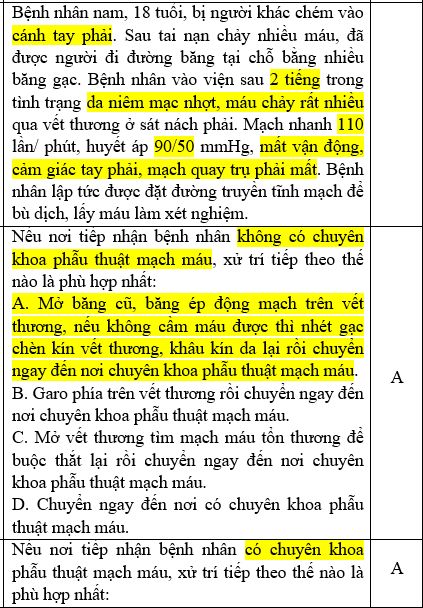 Bệnh nhân nam, 18 tuổi, bị người khác chém vào
cánh tay phải. Sau tai nạn chảy nhiều máu, đã
được người đi đường băng tại chỗ bằng nhiều
băng gạc. Bệnh nhân vào viện sau 2 tiếng trong
tình trạng da niêm mạc nhợt, máu chảy rất nhiều
qua vết thương ở sát nách phải. Mạch nhanh 110
lần/ phút, huyết áp 90/50 mmHg, mất vận động,
cảm giác tay phải, mạch quay trụ phải mất. Bệnh
nhân lập tức được đặt đường truyền tĩnh mạch để
bù dịch, lấy máu làm xét nghiệm.
Nếu nơi tiếp nhận bệnh nhân không có chuyên
khoa phẫu thuật mạch máu, xử trí tiếp theo thế
nào là phù hợp nhất:
A. Mở băng cũ, băng ép động mạch trên vết
thương, nếu không cầm máu được thì nhét gạc
chèn kín vết thương, khâu kín da lại rồi chuyển
ngay đến nơi chuyên khoa phẫu thuật mạch máu.
B. Garo phía trên vết thương rồi chuyển ngay đến
nơi chuyên khoa phẫu thuật mạch máu.
C. Mở vết thương tìm mạch máu tổn thương để
buộc thắt lại rồi chuyển ngay đến nơi chuyên
khoa phẫu thuật mạch máu.
D. Chuyển ngay đến nơi có chuyên khoa phẫu
thuật mạch máu.
A
Nếu nơi tiếp nhận bệnh nhân có chuyên khoa
phẫu thuật mạch máu, xử trí tiếp theo thế nào là
phù hợp nhất:
A